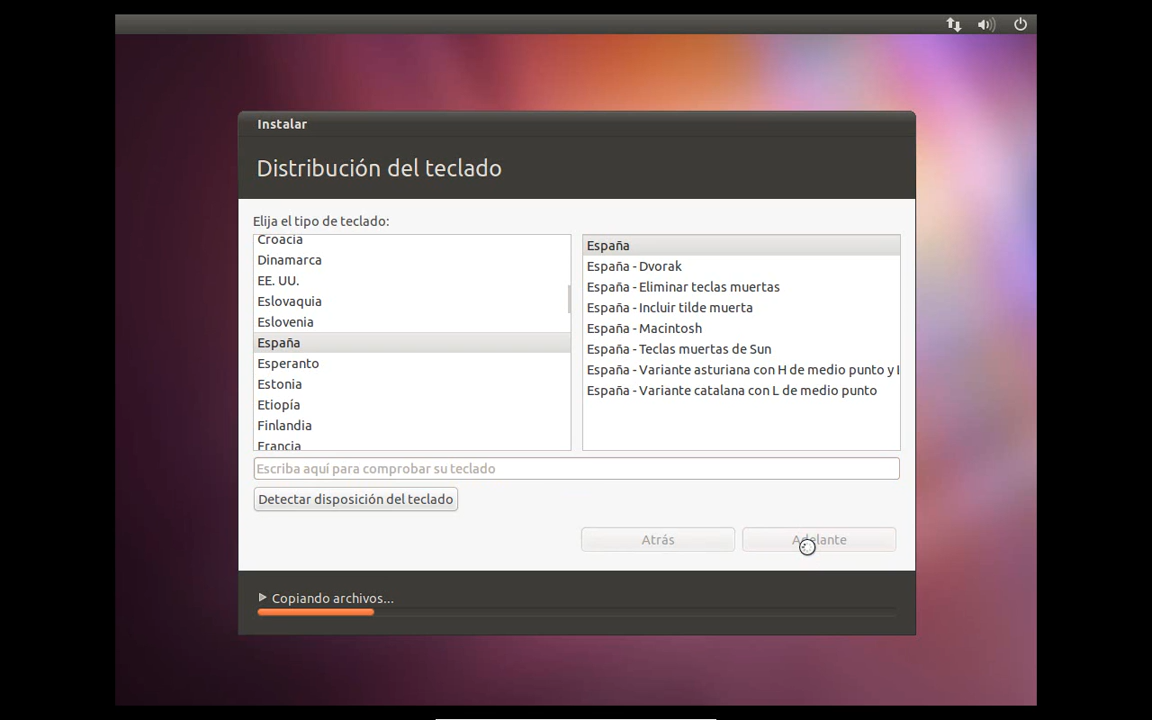 Instalar
Distribución del teclado
Elija el tipo de teclado:
Croacia
Dinamarca
EE. UU.
Eslovaquia
Eslovenia
España
Esperanto
Estonia
Etiopía
Finlandia
Francia
España
España - Dvorak
España - Eliminar teclas muertas
España - Incluir tilde muerta
España - Macintosh
España - Teclas muertas de Sun
España - Variante asturiana con H de medio punto y
España - Variante catalana con L de medio punto
Escriba aquí para comprobar su teclado
Detectar disposición del teclado
Atrás
Adelante
Copiando archivos...